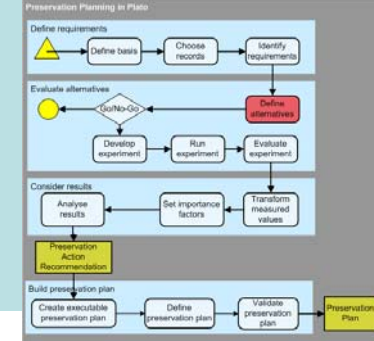 Preservation Planning in Plato
Define requirements
Define basis
Choose
records
Identify
requirements
Evaluate alternatives
Go/No-Go
Define
alternatives
Develop
experiment
Run
experiment
Evaluate
experiment
Consider results
Analyse
results
Set importance
factors
Transform
measured
values
Preservation
Action
Recommendation
Build preservation plan
Create executable
preservation plan
Define
preservation plan
Validate
preservation
plan
Preservation
Plan